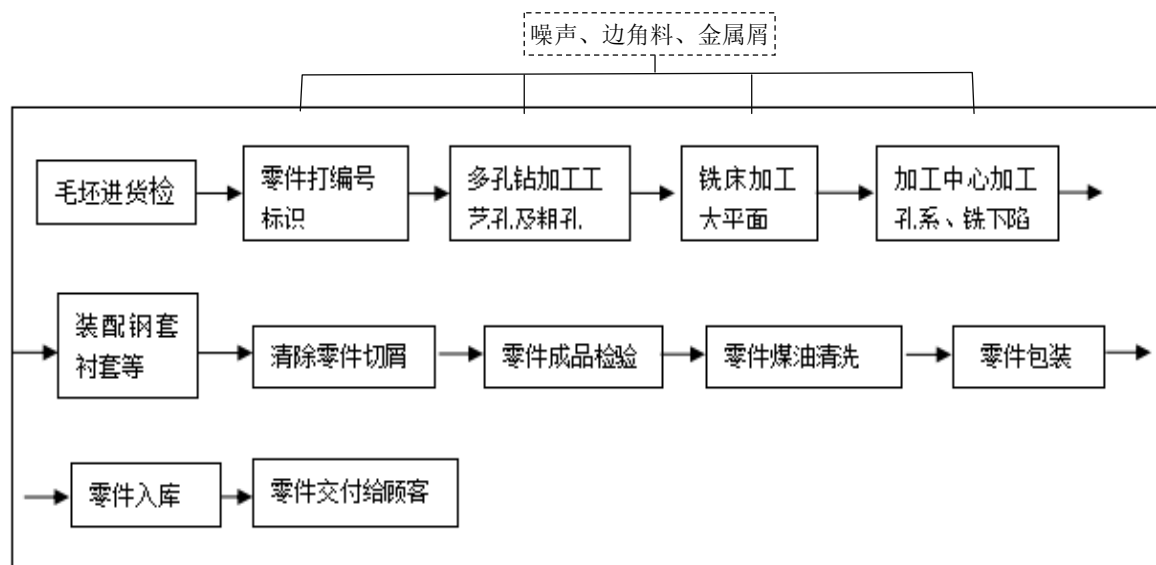 噪声、边角料、金属屑
毛坯进货检
零件打编号
标识
多孔钻加工工
艺孔及粗孔
铣床加工
大平面
加工中心加工
孔系、铣下陷
装配钢套
衬套等
清除零件切屑
零件成品检验
零件煤油清洗
零件包装
零件入库
零件交付给顾客